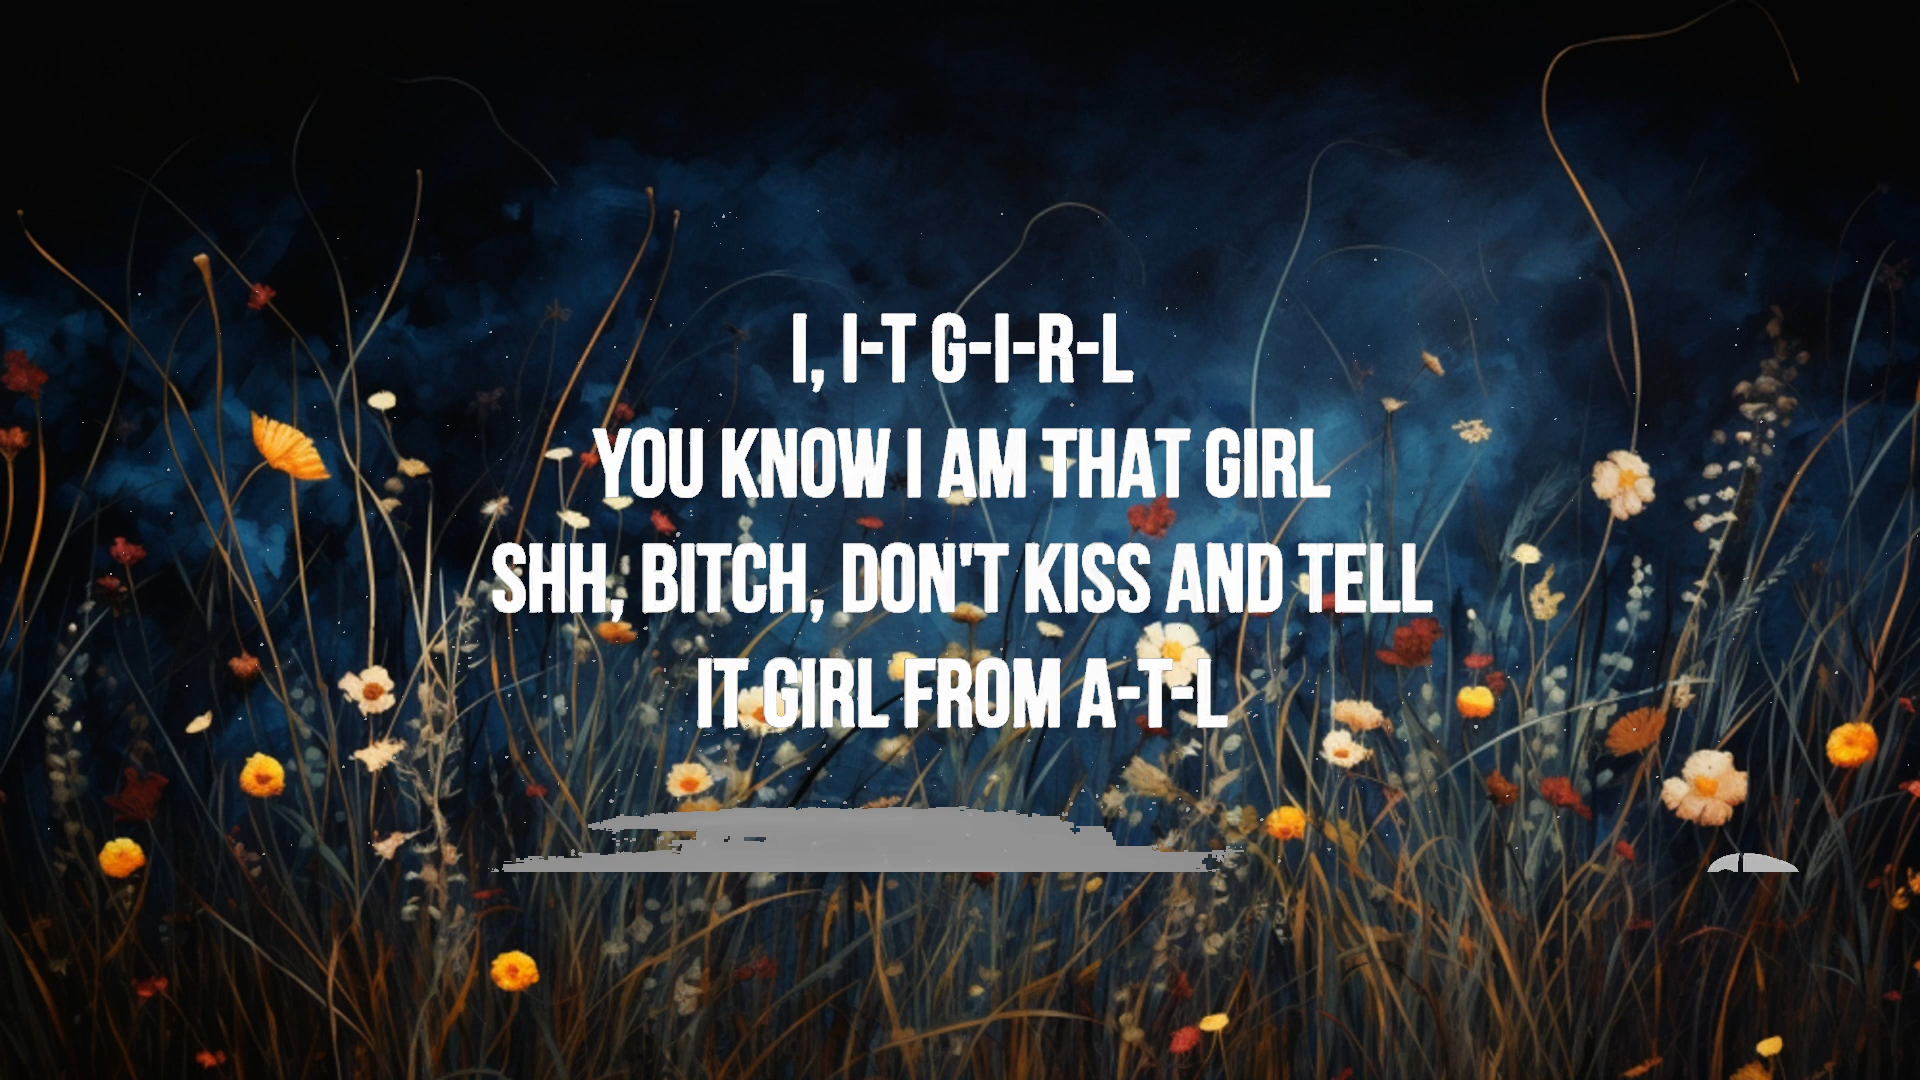 I, I-T G-I-R-L
YOU KNOW I AM THAT GIRL
SHH, BITCH, DON'T KISS AND TELL
IT GIRL FROM A-T-L